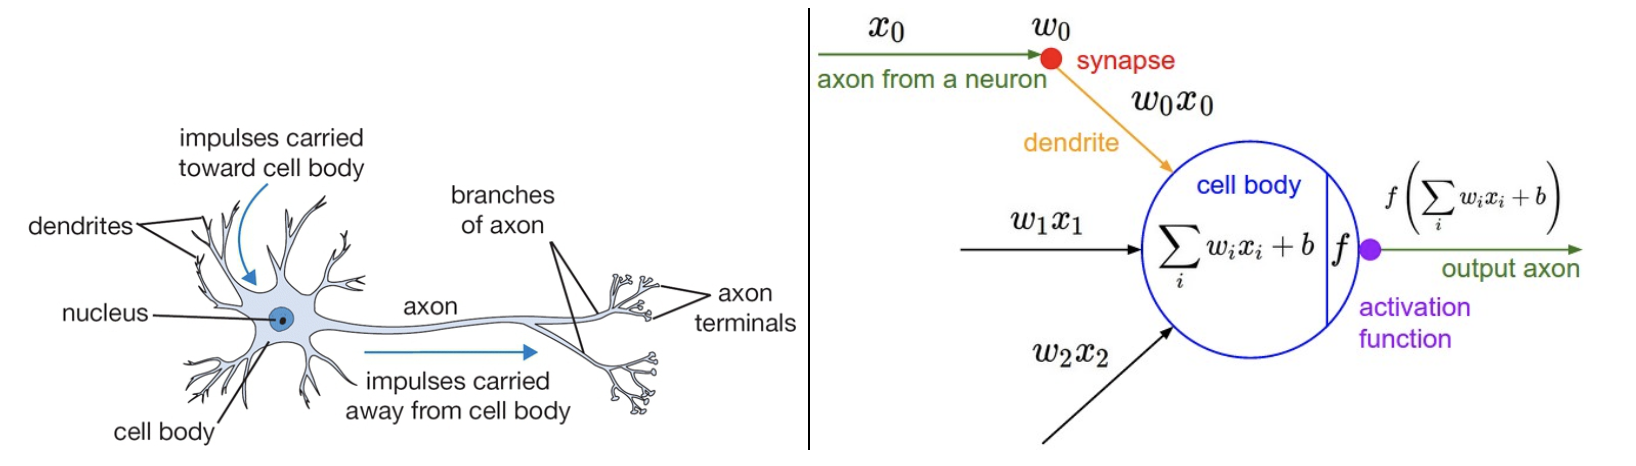 impulses carried
toward cell body
dendrites
branches
of axon
nucleus
axon
axon
terminals
impulses carried
away from cell body
cell body
x₀
w₀
synapse
axon from a neuron
w₀x₀
dendrite
cell body
w₁x₁
∑ᵢ wᵢxᵢ + b
f
f(∑ᵢ wᵢxᵢ + b)
output axon
activation
function
w₂x₂